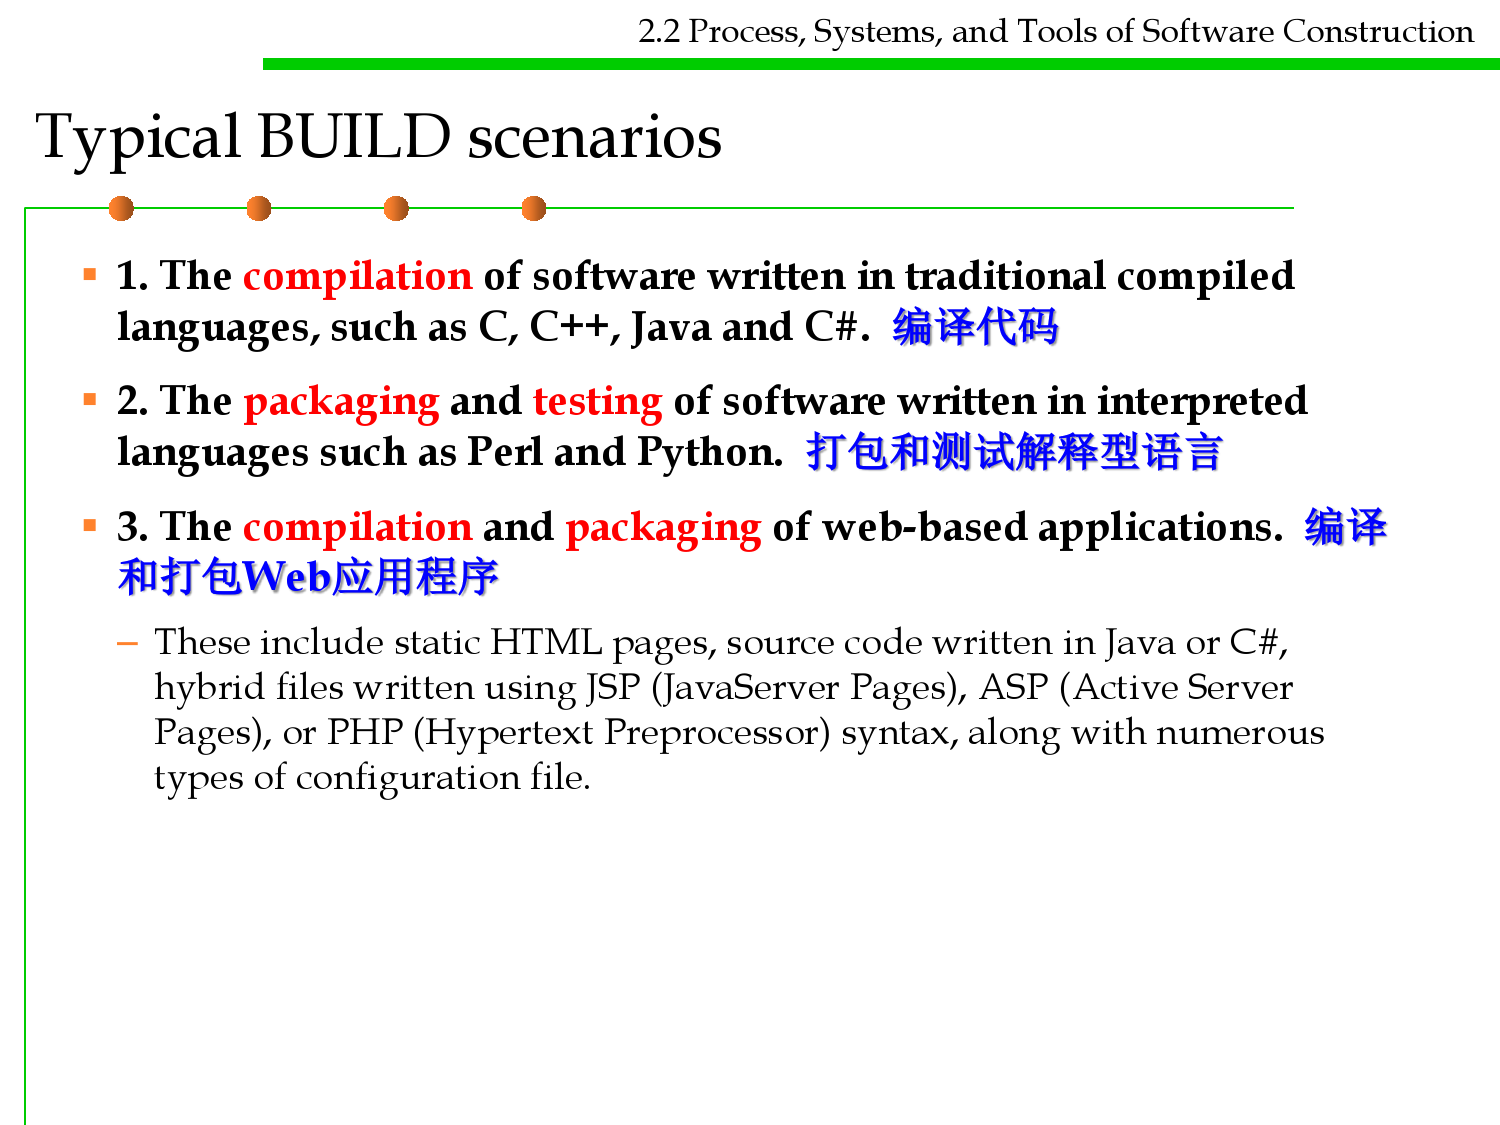 2.2 Process, Systems, and Tools of Software Construction
Typical BUILD scenarios
1. The compilation of software written in traditional compiled
languages, such as C, C++, Java and C#. 编译代码
2. The packaging and testing of software written in interpreted
languages such as Perl and Python. 打包和测试解释型语言
3. The compilation and packaging of web-based applications. 编译
和打包Web应用程序
– These include static HTML pages, source code written in Java or C#,
hybrid files written using JSP (JavaServer Pages), ASP (Active Server
Pages), or PHP (Hypertext Preprocessor) syntax, along with numerous
types of configuration file.